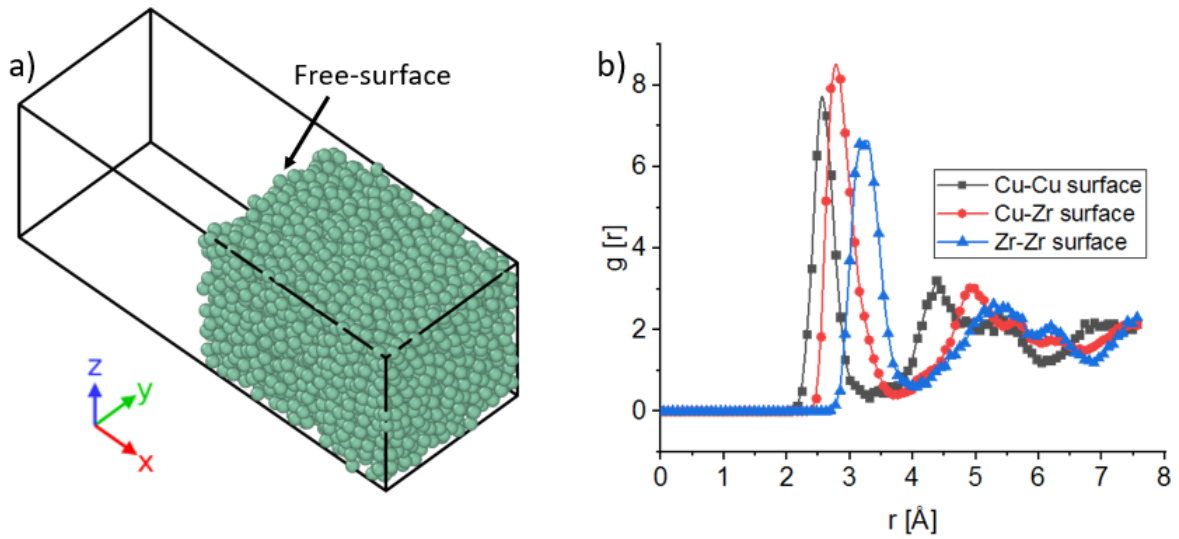 a)
Free-surface
z
y
x
b)
g [r]
8
6
4
2
0
Cu-Cu surface
Cu-Zr surface
Zr-Zr surface
0 1 2 3 4 5 6 7 8
r [Å]